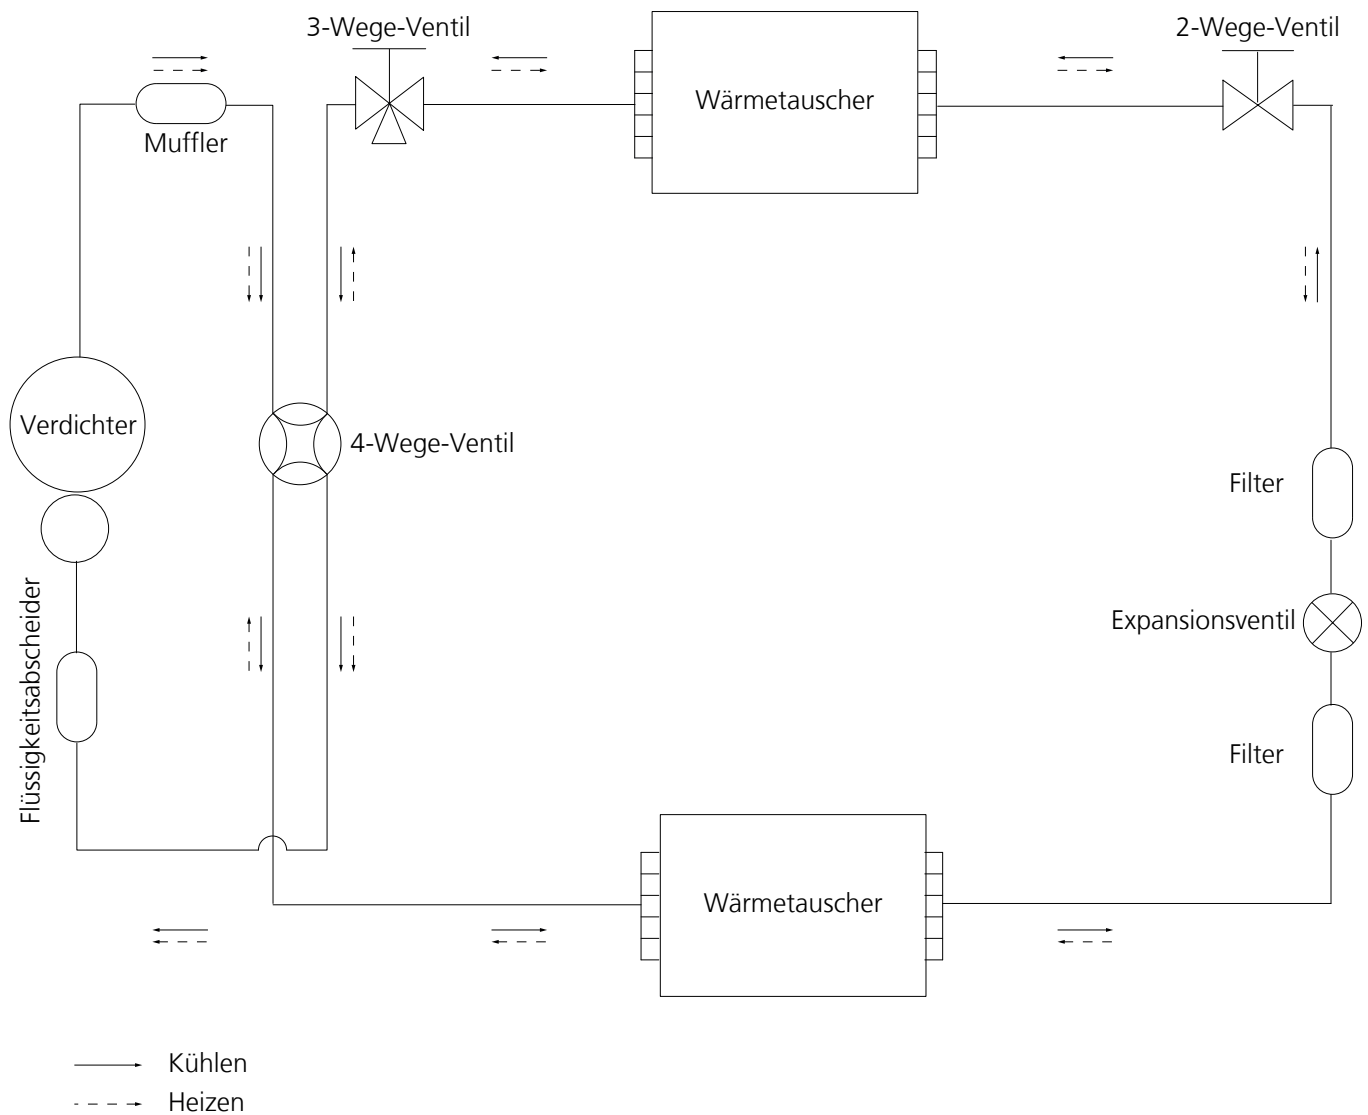 3-Wege-Ventil
2-Wege-Ventil
Wärmetauscher
Muffler
Verdichter
4-Wege-Ventil
Filter
Expansionsventil
Flüssigkeitsabscheider
Filter
Wärmetauscher
Kühlen
Heizen